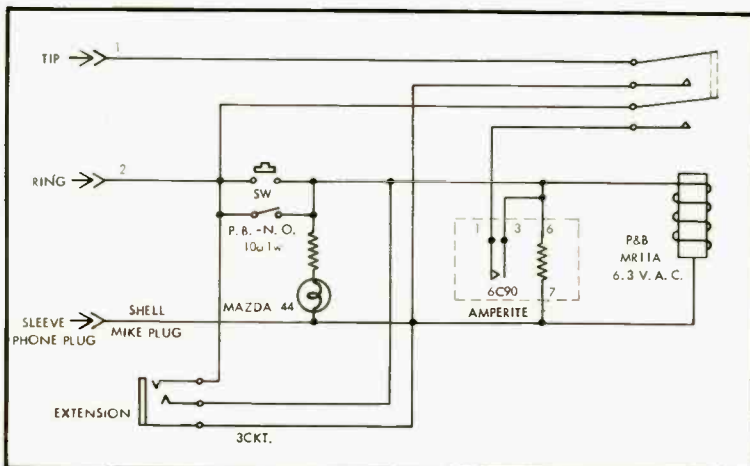 TIP
1
RING
2
SW
P.B.-N.O.
10Ω 1w
MAZDA 44
SLEEVE
PHONE PLUG
SHELL
MIKE PLUG
1 3 6
7
6C90
AMPERITE
P&B
MR11A
6.3 V.A.C.
EXTENSION
3CKT.